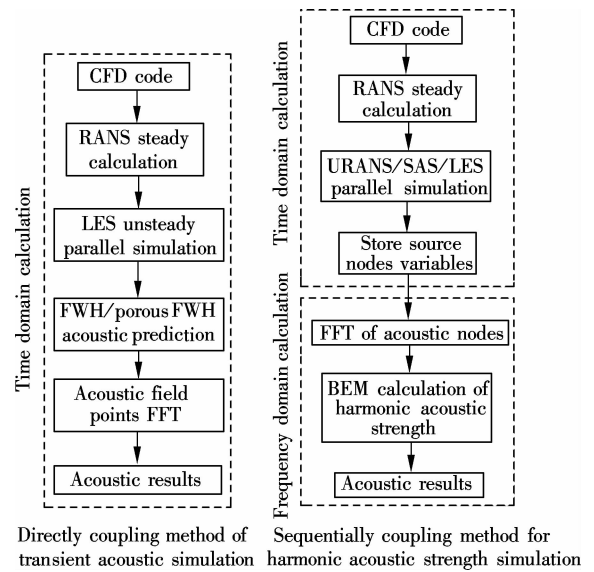 Time domain calculation
CFD code
RANS steady
calculation
LES unsteady
parallel simulation
FWH/porous FWH
acoustic prediction
Acoustic field
points FFT
Acoustic results
Directly coupling method of
transient acoustic simulation
Time domain calculation
CFD code
RANS steady
calculation
URANS/SAS/LES
parallel simulation
Store source
nodes variables
Frequency domain calculation
FFT of acoustic nodes
BEM calculation of
harmonic acoustic
strength
Acoustic results
Sequentially coupling method for
harmonic acoustic strength simulation